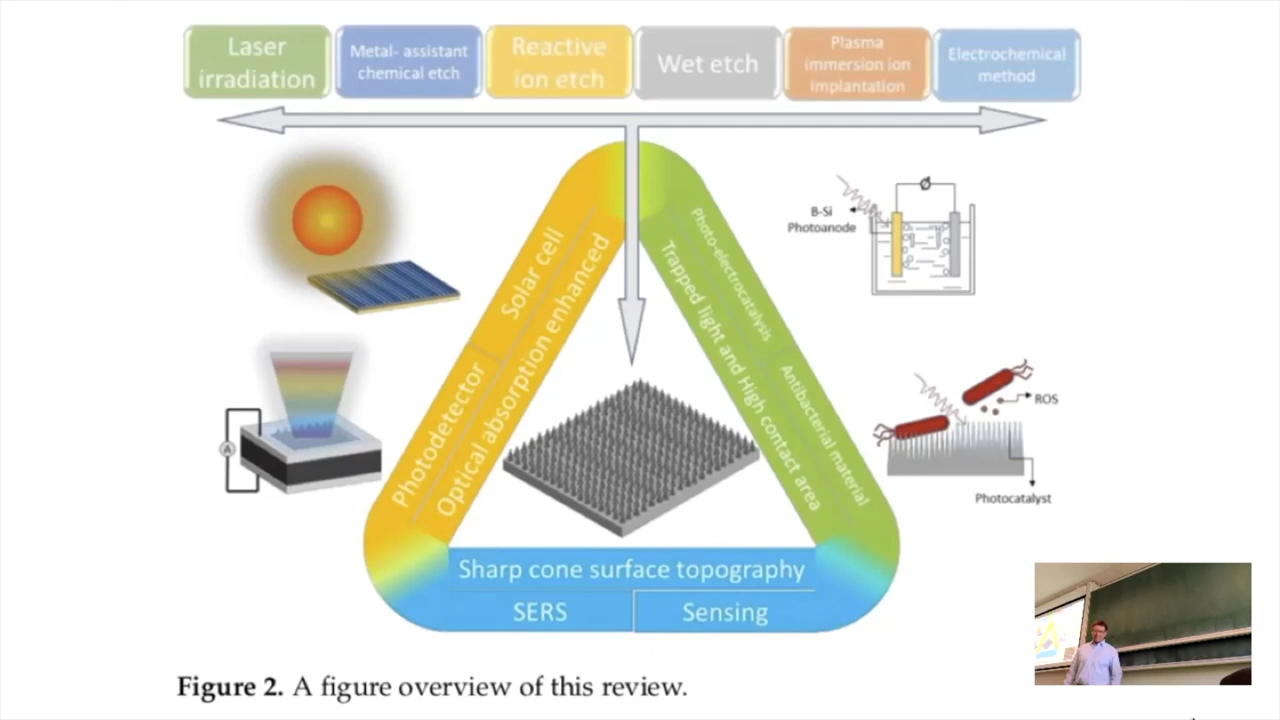 Laser
irradiation
Metal- assistant
chemical etch
Reactive
ion etch
Wet etch
Plasma
immersion ion
implantation
Electrochemical
method
Solar cell
Photodetector
Optical absorption enhanced
Photo-electrocatalysis
Trapped light and High contact area
Antibacterial material
B-Si
Photoanode
A
ROS
Photocatalyst
Sharp cone surface topography
SERS
Sensing
Figure 2. A figure overview of this review.